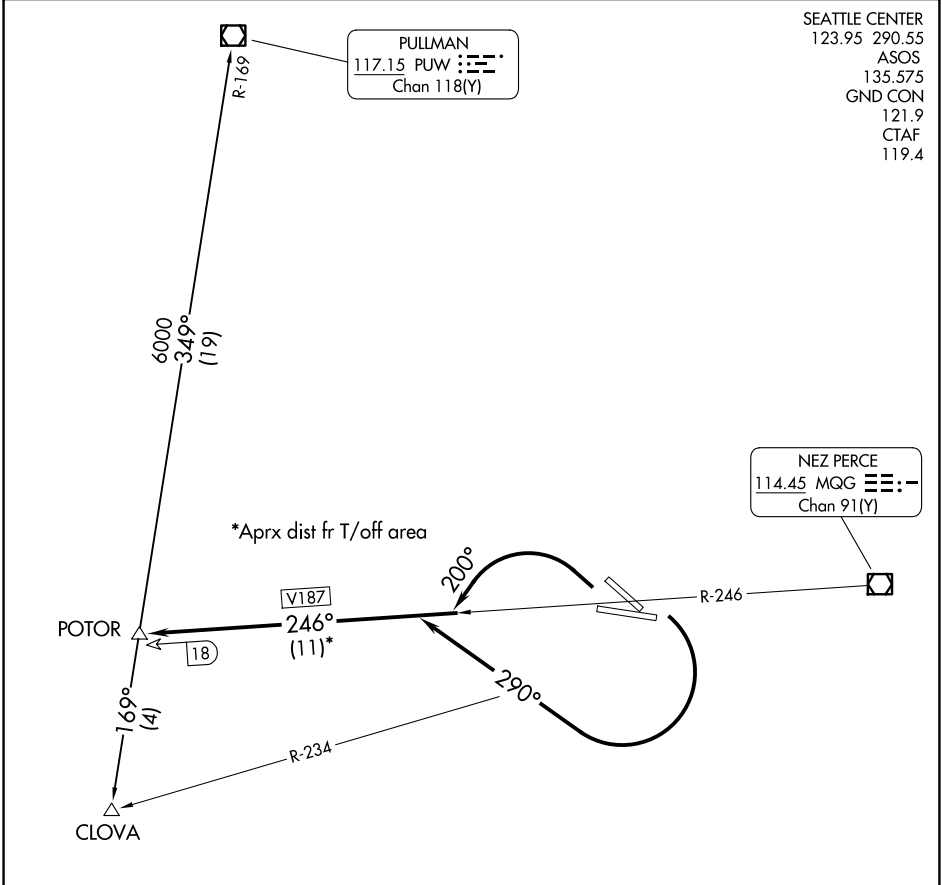 SEATTLE CENTER
123.95 290.55
ASOS
135.575
GND CON
121.9
CTAF
119.4
PULLMAN
117.15 PUW
Chan 118(Y)
R-169
6000
349°
(19)
NEZ PERCE
114.45 MQG
Chan 91(Y)
*Aprx dist fr T/off area
200°
R-246
V187
246°
(11)*
POTOR
18
290°
169°
(4)
R-234
CLOVA